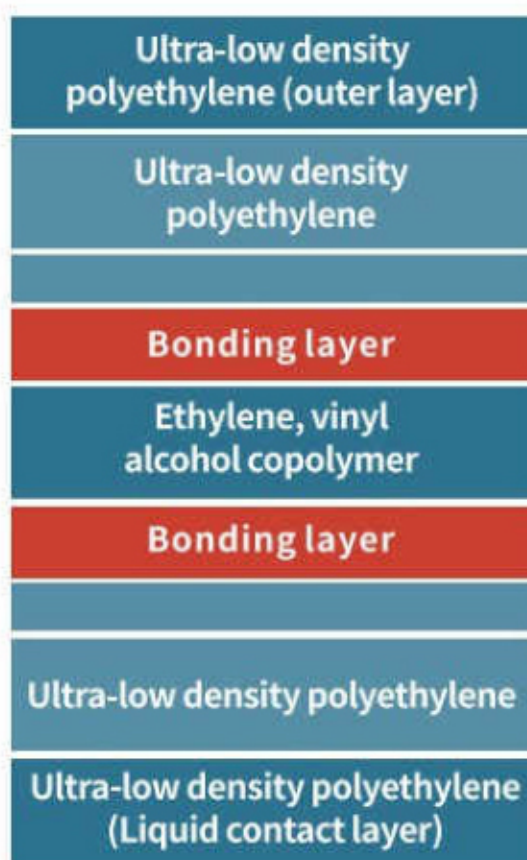 Ultra-low density
polyethylene (outer layer)
Ultra-low density
polyethylene
Bonding layer
Ethylene, vinyl
alcohol copolymer
Bonding layer
Ultra-low density polyethylene
Ultra-low density polyethylene
(Liquid contact layer)